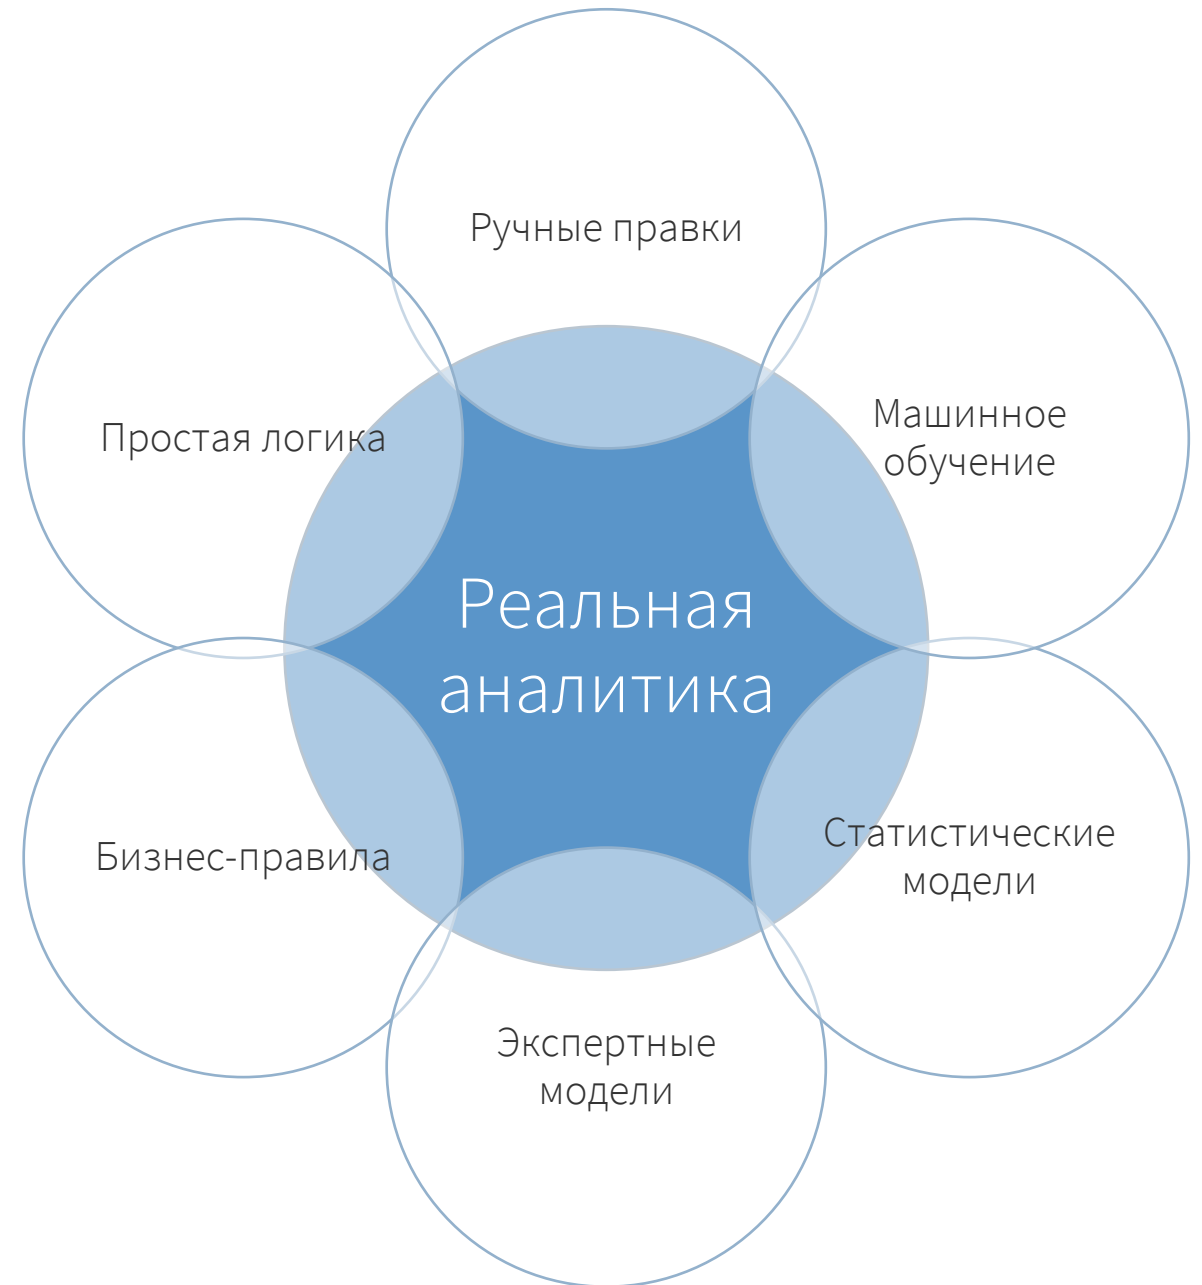 Ручные правки
Простая логика
Машинное
обучение
Реальная
аналитика
Бизнес-правила
Статистические
модели
Экспертные
модели